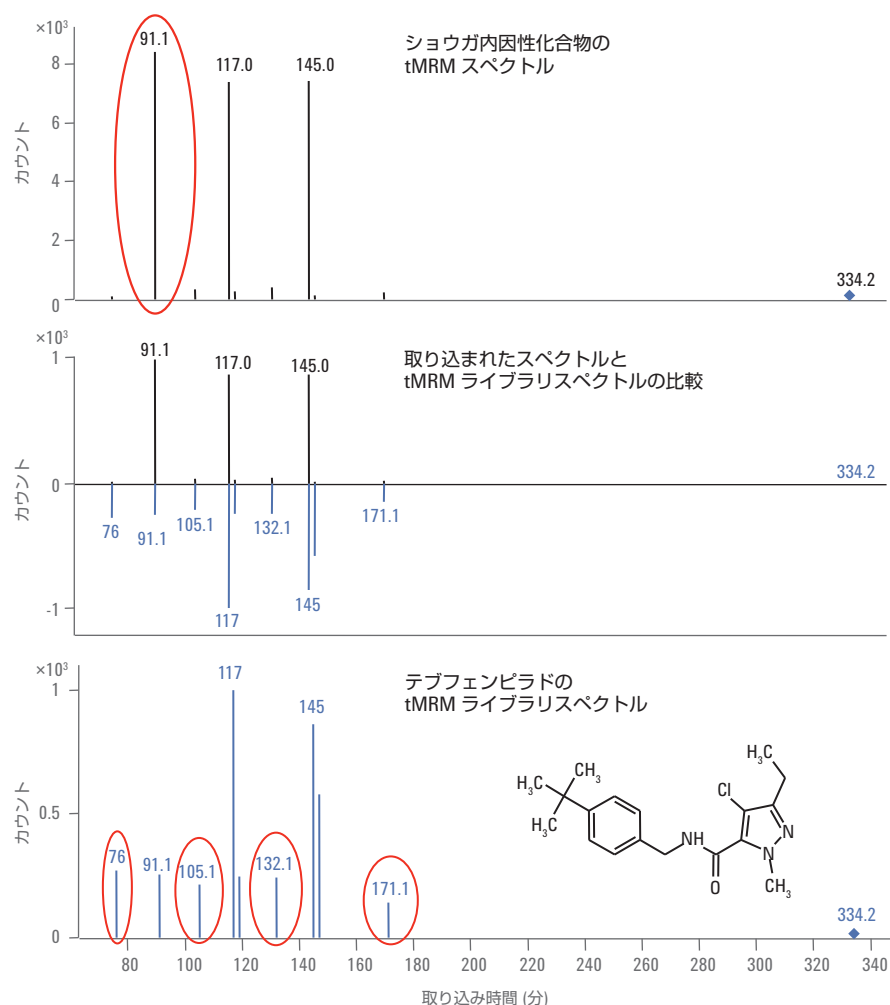 ×10³
8
6
4
2
0
カウント
91.1
117.0
145.0
334.2
ショウガ内因性化合物の
tMRM スペクトル
×10³
1
0
-1
カウント
91.1
117.0
145.0
取り込まれたスペクトルと
tMRM ライブラリスペクトルの比較
334.2
76
91.1
105.1
117
132.1
145
171.1
×10³
1
0.5
0
カウント
76
91.1
105.1
117
132.1
145
171.1
334.2
テブフェンピラドの
tMRM ライブラリスペクトル
H₃C
CH₃
H₃C
NH
O
Cl
H₃C
N
N
CH₃
80 100 120 140 160 180 200 220 240 260 280 300 320 340
取り込み時間 (分)